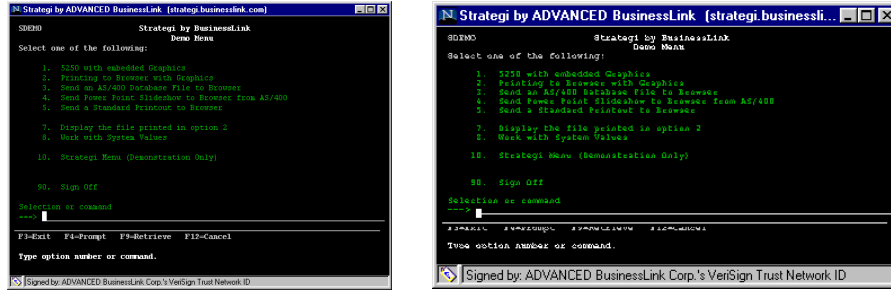 Strategi by ADVANCED BusinessLink (strategi.businesslink.com)
SDEMO Strategi by BusinessLink
Demo Menu
Select one of the following:
1. 5250 with embedded Graphics
2. Printing to Browser with Graphics
3. Send an AS/400 Database File to Browser
4. Send Power Point Slideshow to Browser from AS/400
5. Send a Standard Printout to Browser
7. Display the file printed in option 2
8. Work with System Values
10. Strategi Menu (Demonstration Only)
90. Sign Off
Selection or command
--->
F3=Exit F4=Prompt F9=Retrieve F12=Cancel
Type option number or command.
Signed by: ADVANCED BusinessLink Corp.'s VeriSign Trust Network ID
Strategi by ADVANCED BusinessLink (strategi.businessli...
SDEMO Strategi by BusinessLink
Demo Menu
Select one of the following:
1. 5250 with embedded Graphics
2. Printing to Browser with Graphics
3. Send an AS/400 Database File to Browser
4. Send Power Point Slideshow to Browser from AS/400
5. Send a Standard Printout to Browser
7. Display the file printed in option 2
8. Work with System Values
10. Strategi Menu (Demonstration Only)
90. Sign Off
Selection or command
--->
F3=Exit F4=Prompt F9=Retrieve F12=Cancel
Type option number or command.
Signed by: ADVANCED BusinessLink Corp.'s VeriSign Trust Network ID